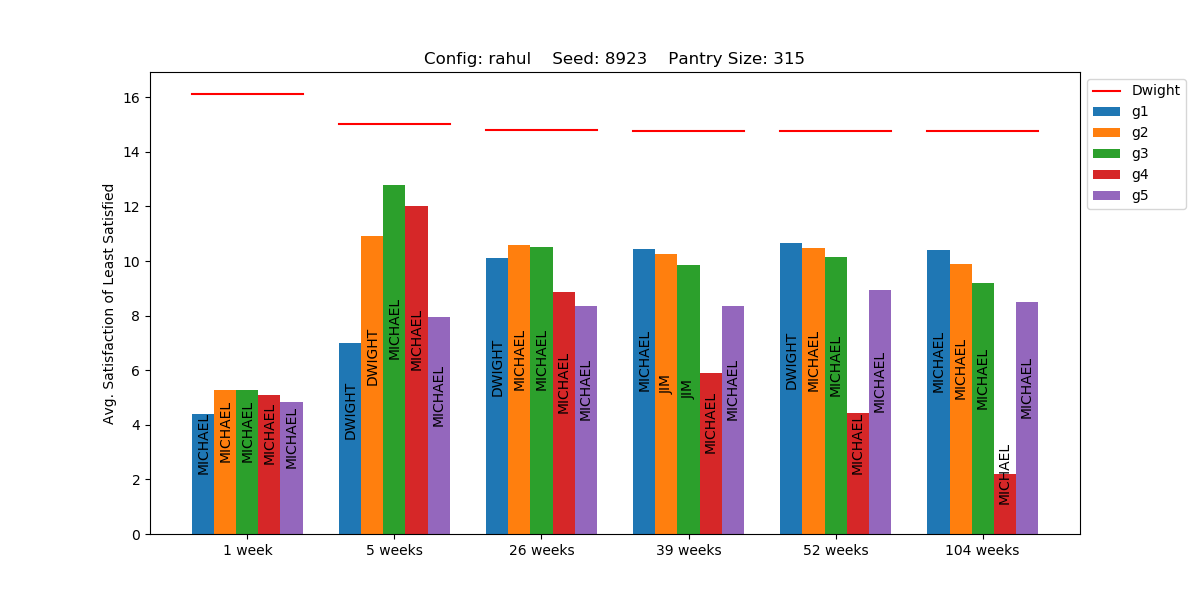 Config: rahul    Seed: 8923    Pantry Size: 315
Avg. Satisfaction of Least Satisfied
16
14
12
10
8
6
4
2
0
MICHAEL MICHAEL MICHAEL MICHAEL MICHAEL
DWIGHT DWIGHT MICHAEL MICHAEL MICHAEL
DWIGHT MICHAEL MICHAEL MICHAEL MICHAEL
MICHAEL JIM JIM MICHAEL MICHAEL
DWIGHT MICHAEL MICHAEL MICHAEL MICHAEL
MICHAEL MICHAEL MICHAEL MICHAEL MICHAEL
1 week 5 weeks 26 weeks 39 weeks 52 weeks 104 weeks
Dwight
g1
g2
g3
g4
g5